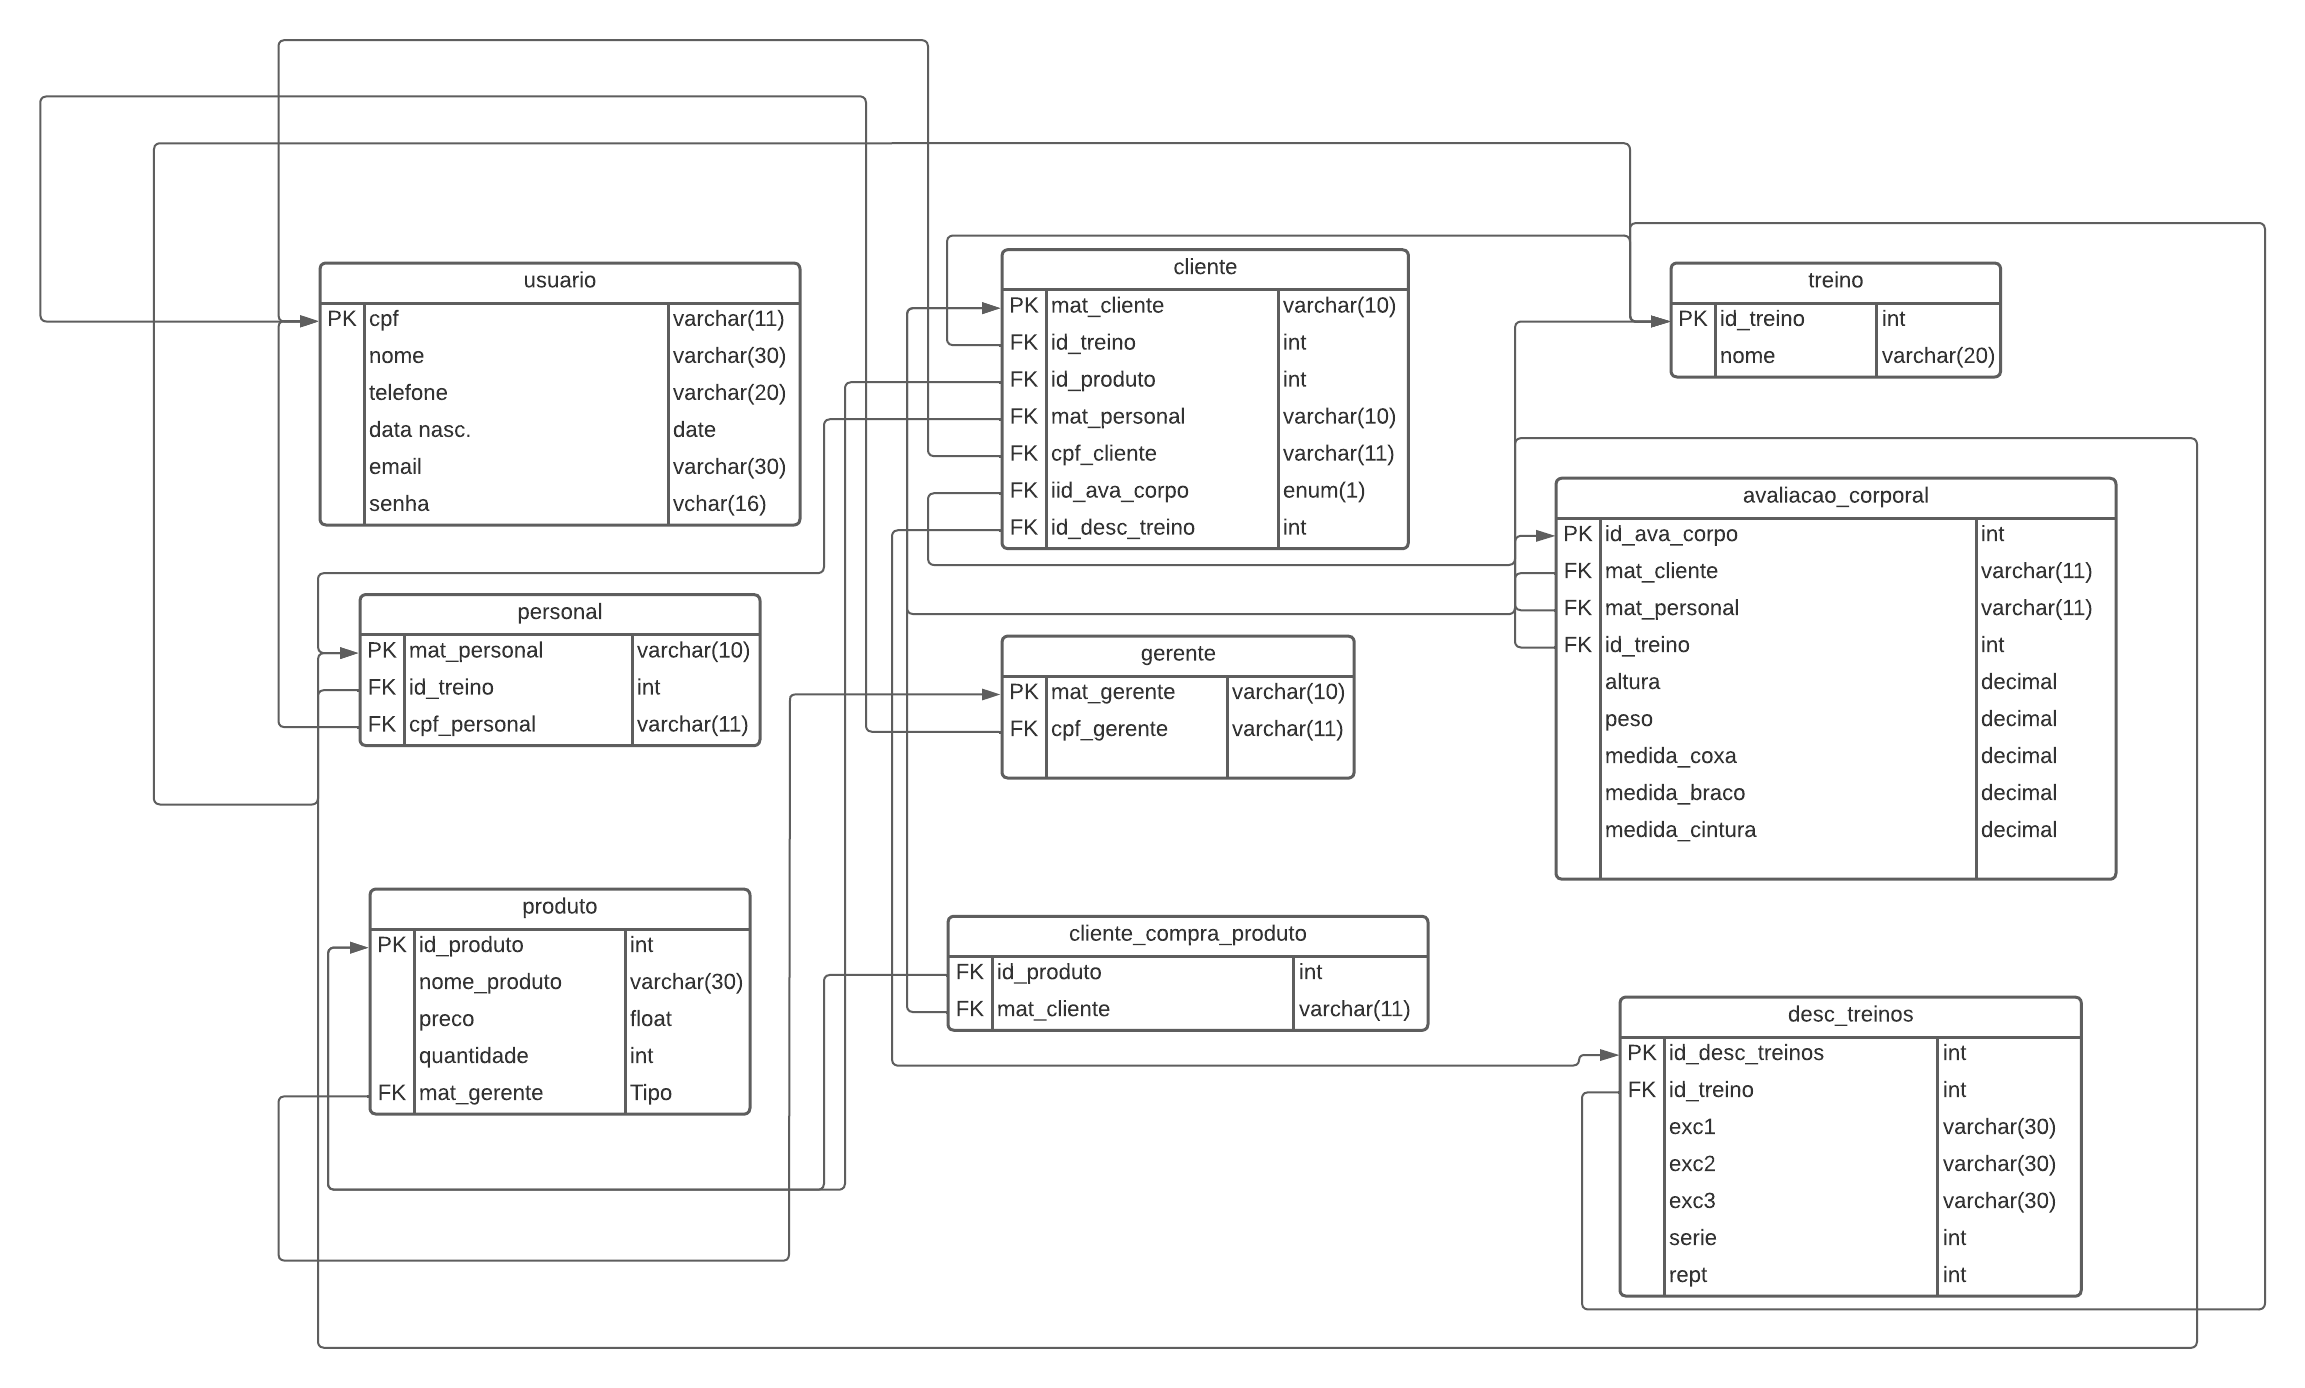 usuario
PK cpf varchar(11)
nome varchar(30)
telefone varchar(20)
data nasc. date
email varchar(30)
senha vchar(16)
cliente
PK mat_cliente varchar(10)
FK id_treino int
FK id_produto int
FK mat_personal varchar(10)
FK cpf_cliente varchar(11)
FK iid_ava_corpo enum(1)
FK id_desc_treino int
treino
PK id_treino int
nome varchar(20)
avaliacao_corporal
PK id_ava_corpo int
FK mat_cliente varchar(11)
FK mat_personal varchar(11)
FK id_treino int
altura decimal
peso decimal
medida_coxa decimal
medida_braco decimal
medida_cintura decimal
personal
PK mat_personal varchar(10)
FK id_treino int
FK cpf_personal varchar(11)
gerente
PK mat_gerente varchar(10)
FK cpf_gerente varchar(11)
produto
PK id_produto int
nome_produto varchar(30)
preco float
quantidade int
FK mat_gerente Tipo
cliente_compra_produto
FK id_produto int
FK mat_cliente varchar(11)
desc_treinos
PK id_desc_treinos int
FK id_treino int
exc1 varchar(30)
exc2 varchar(30)
exc3 varchar(30)
serie int
rept int